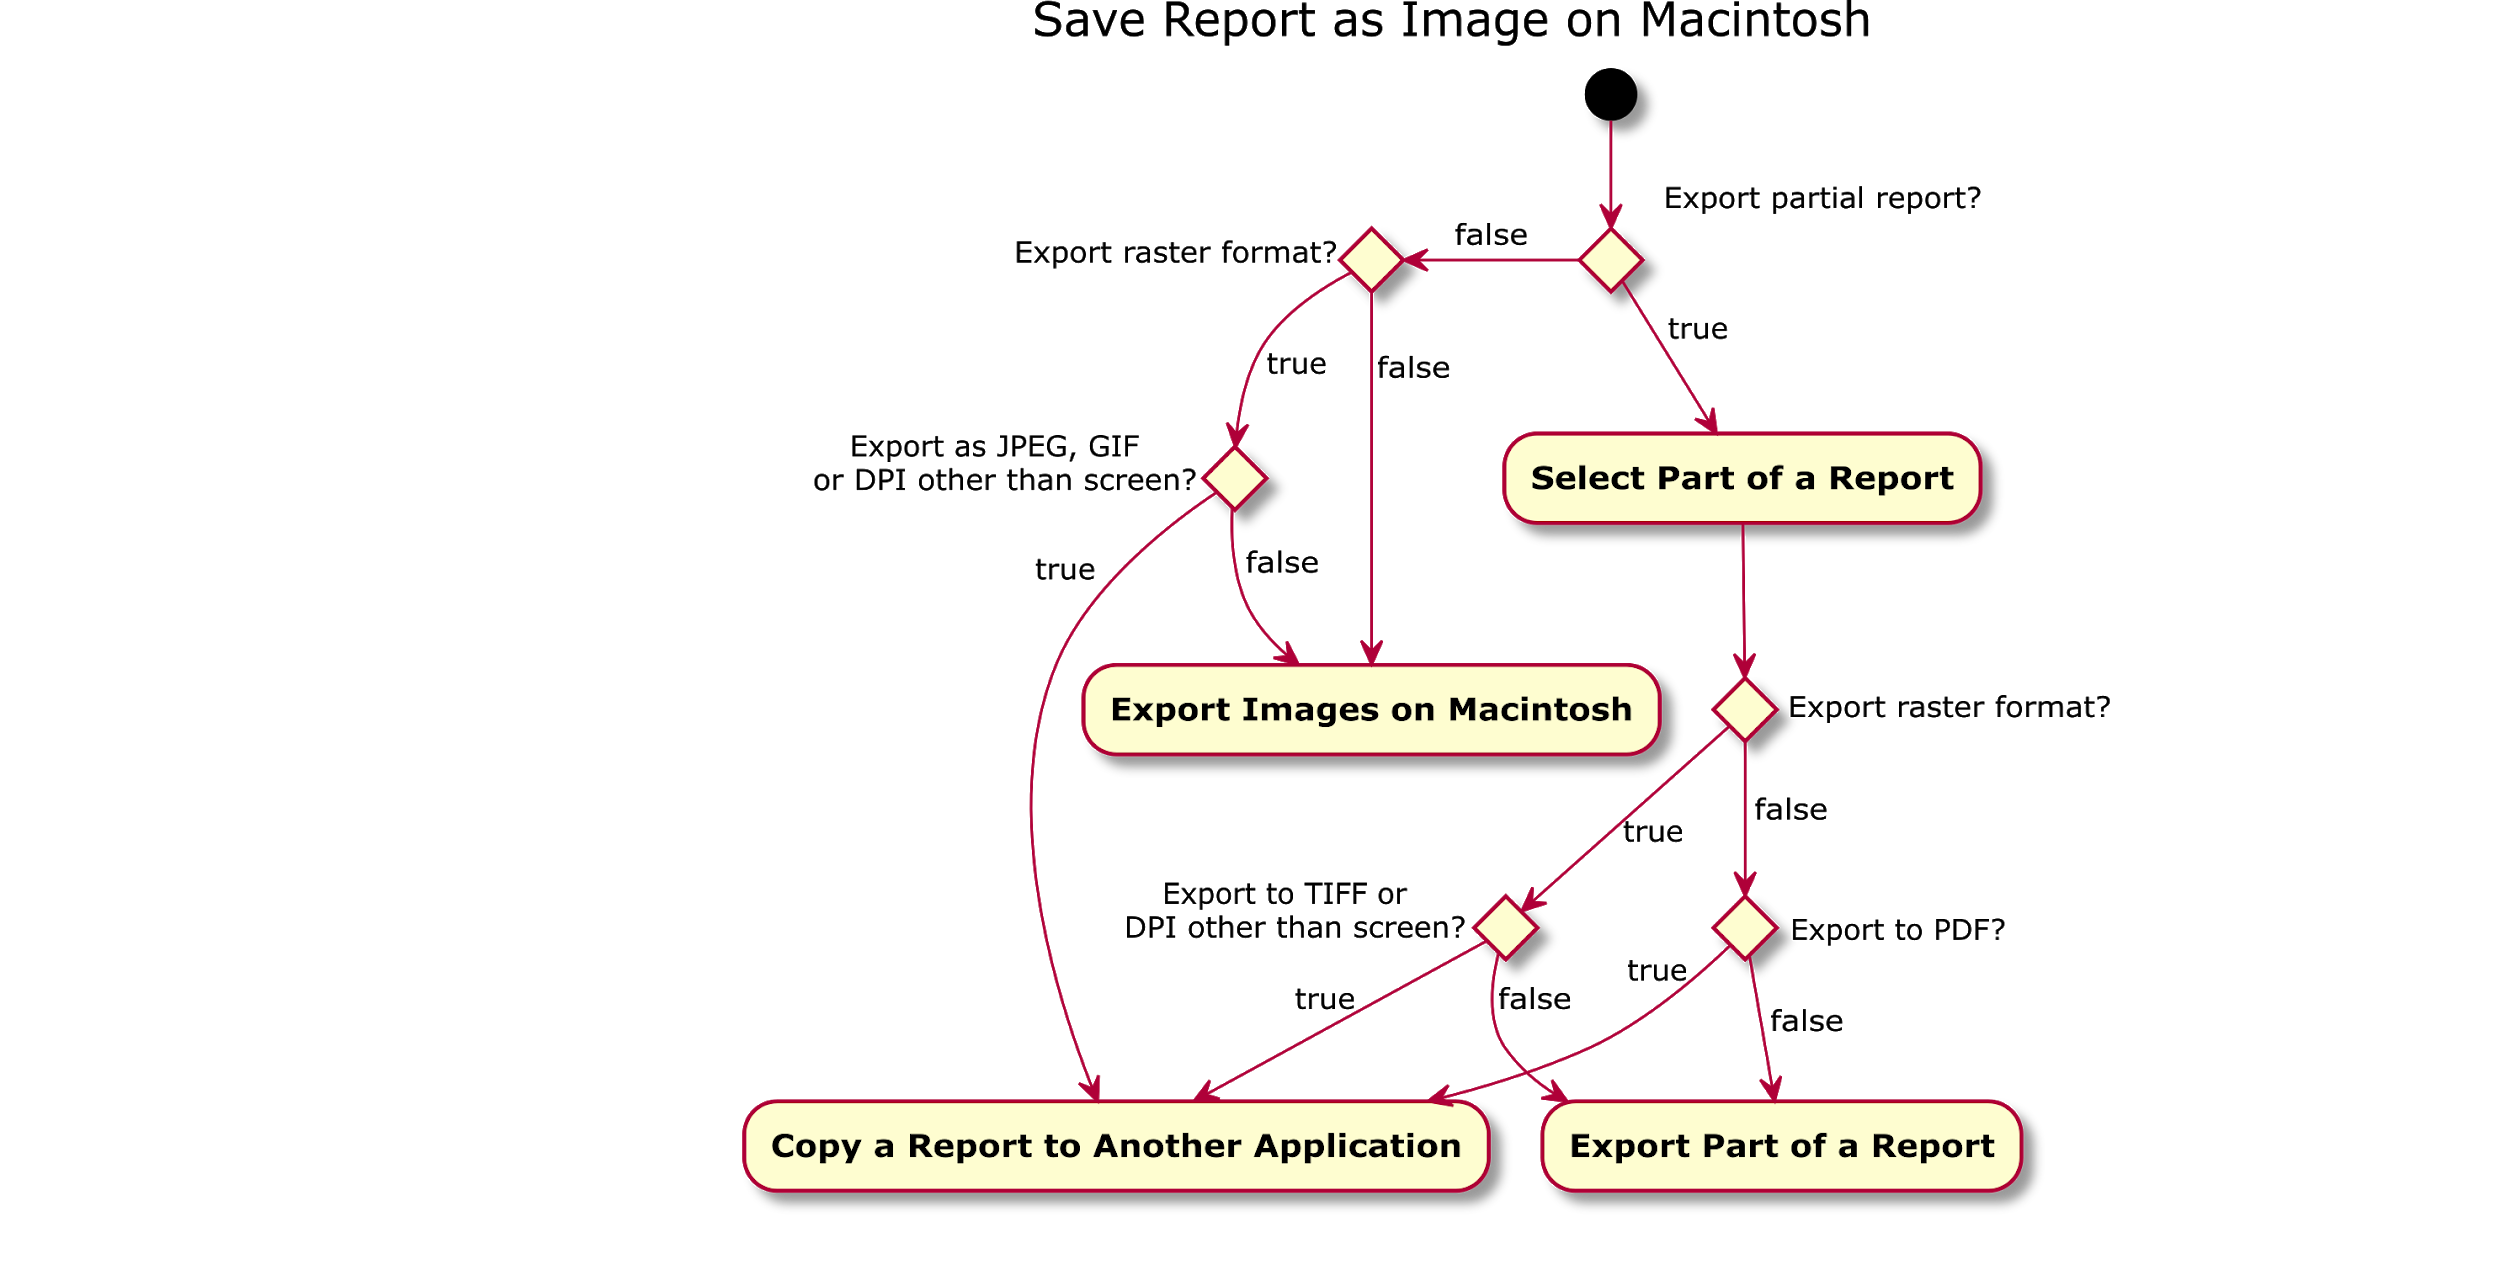 Save Report as Image on Macintosh
Export partial report?
false
Export raster format?
true
true
false
Export as JPEG, GIF
or DPI other than screen?
Select Part of a Report
true
false
Export Images on Macintosh
Export raster format?
true
false
Export to TIFF or
DPI other than screen?
Export to PDF?
true
false
true
false
Copy a Report to Another Application
Export Part of a Report